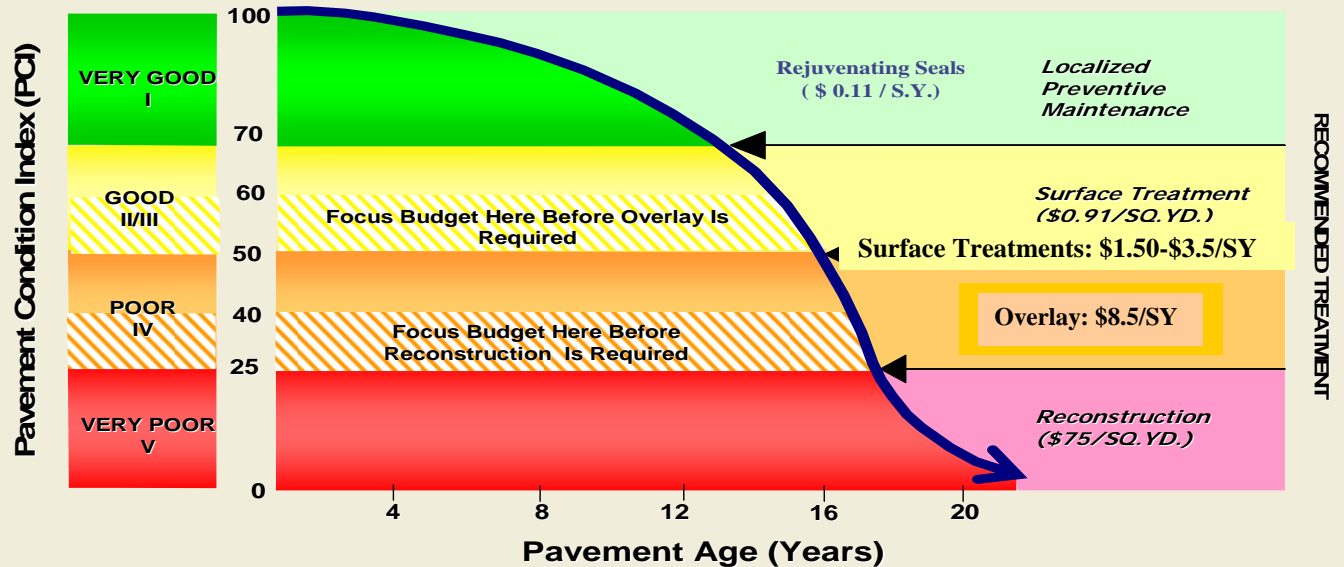 Pavement Condition Index (PCI)
VERY GOOD
I
GOOD
II/III
POOR
IV
VERY POOR
V
100
70
60
50
40
25
0
Rejuvenating Seals
( $ 0.11 / S.Y.)
Localized
Preventive
Maintenance
Surface Treatment
($0.91/SQ.YD.)
Focus Budget Here Before Overlay Is
Required
Surface Treatments: $1.50-$3.5/SY
Overlay: $8.5/SY
Focus Budget Here Before
Reconstruction Is Required
Reconstruction
($75/SQ.YD.)
RECOMMENDED TREATMENT
4
8
12
16
20
Pavement Age (Years)